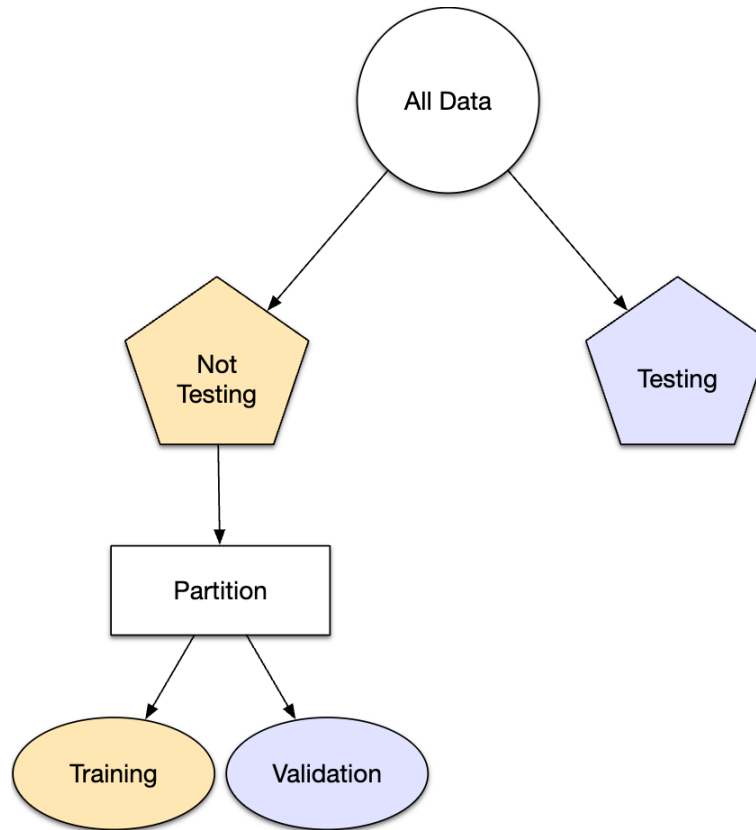 All Data
Not
Testing
Testing
Partition
Training
Validation